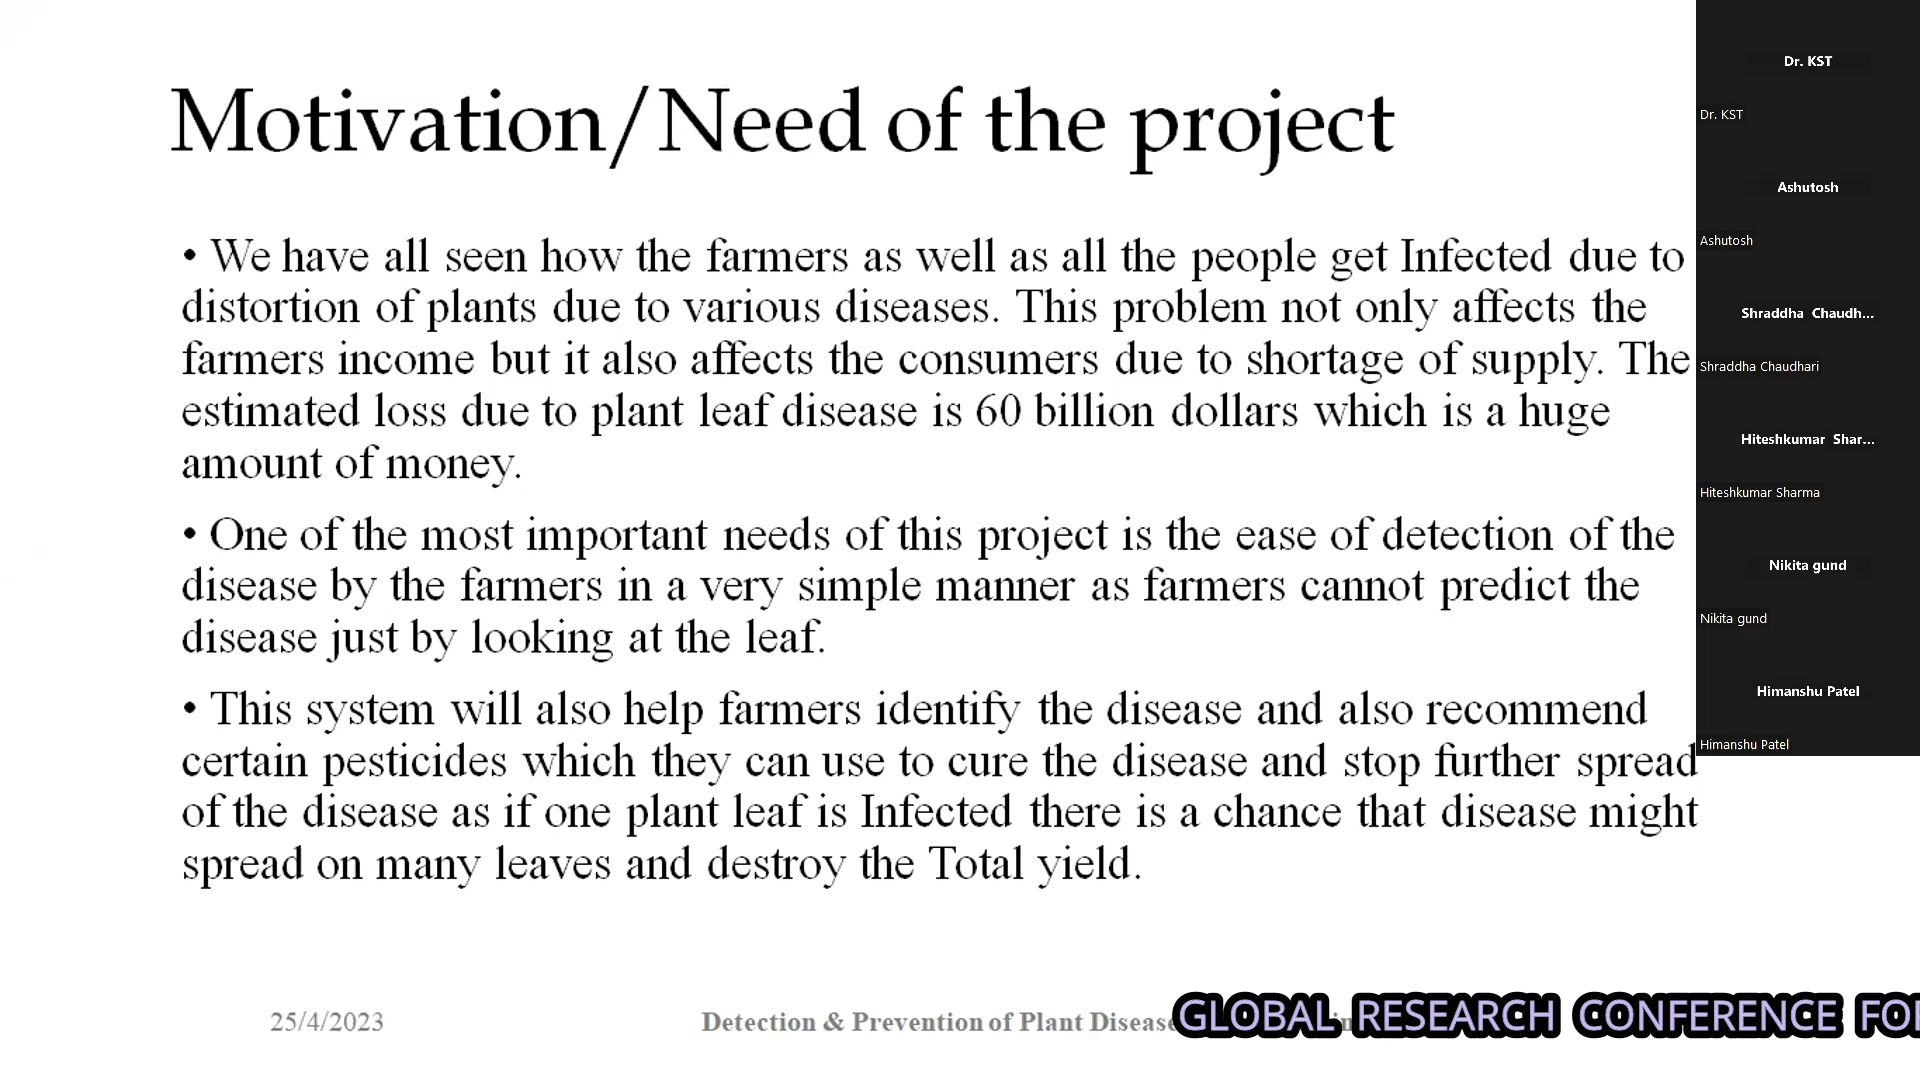 Motivation/Need of the project
• We have all seen how the farmers as well as all the people get Infected due to
distortion of plants due to various diseases. This problem not only affects the
farmers income but it also affects the consumers due to shortage of supply. The
estimated loss due to plant leaf disease is 60 billion dollars which is a huge
amount of money.
• One of the most important needs of this project is the ease of detection of the
disease by the farmers in a very simple manner as farmers cannot predict the
disease just by looking at the leaf.
• This system will also help farmers identify the disease and also recommend
certain pesticides which they can use to cure the disease and stop further spread
of the disease as if one plant leaf is Infected there is a chance that disease might
spread on many leaves and destroy the Total yield.
25/4/2023
Detection & Prevention of Plant Disease
GLOBAL RESEARCH CONFERENCE
Dr. KST
Dr. KST
Ashutosh
Ashutosh
Shraddha Chaudh...
Shraddha Chaudhari
Hiteshkumar Shar...
Hiteshkumar Sharma
Nikita gund
Nikita gund
Himanshu Patel
Himanshu Patel